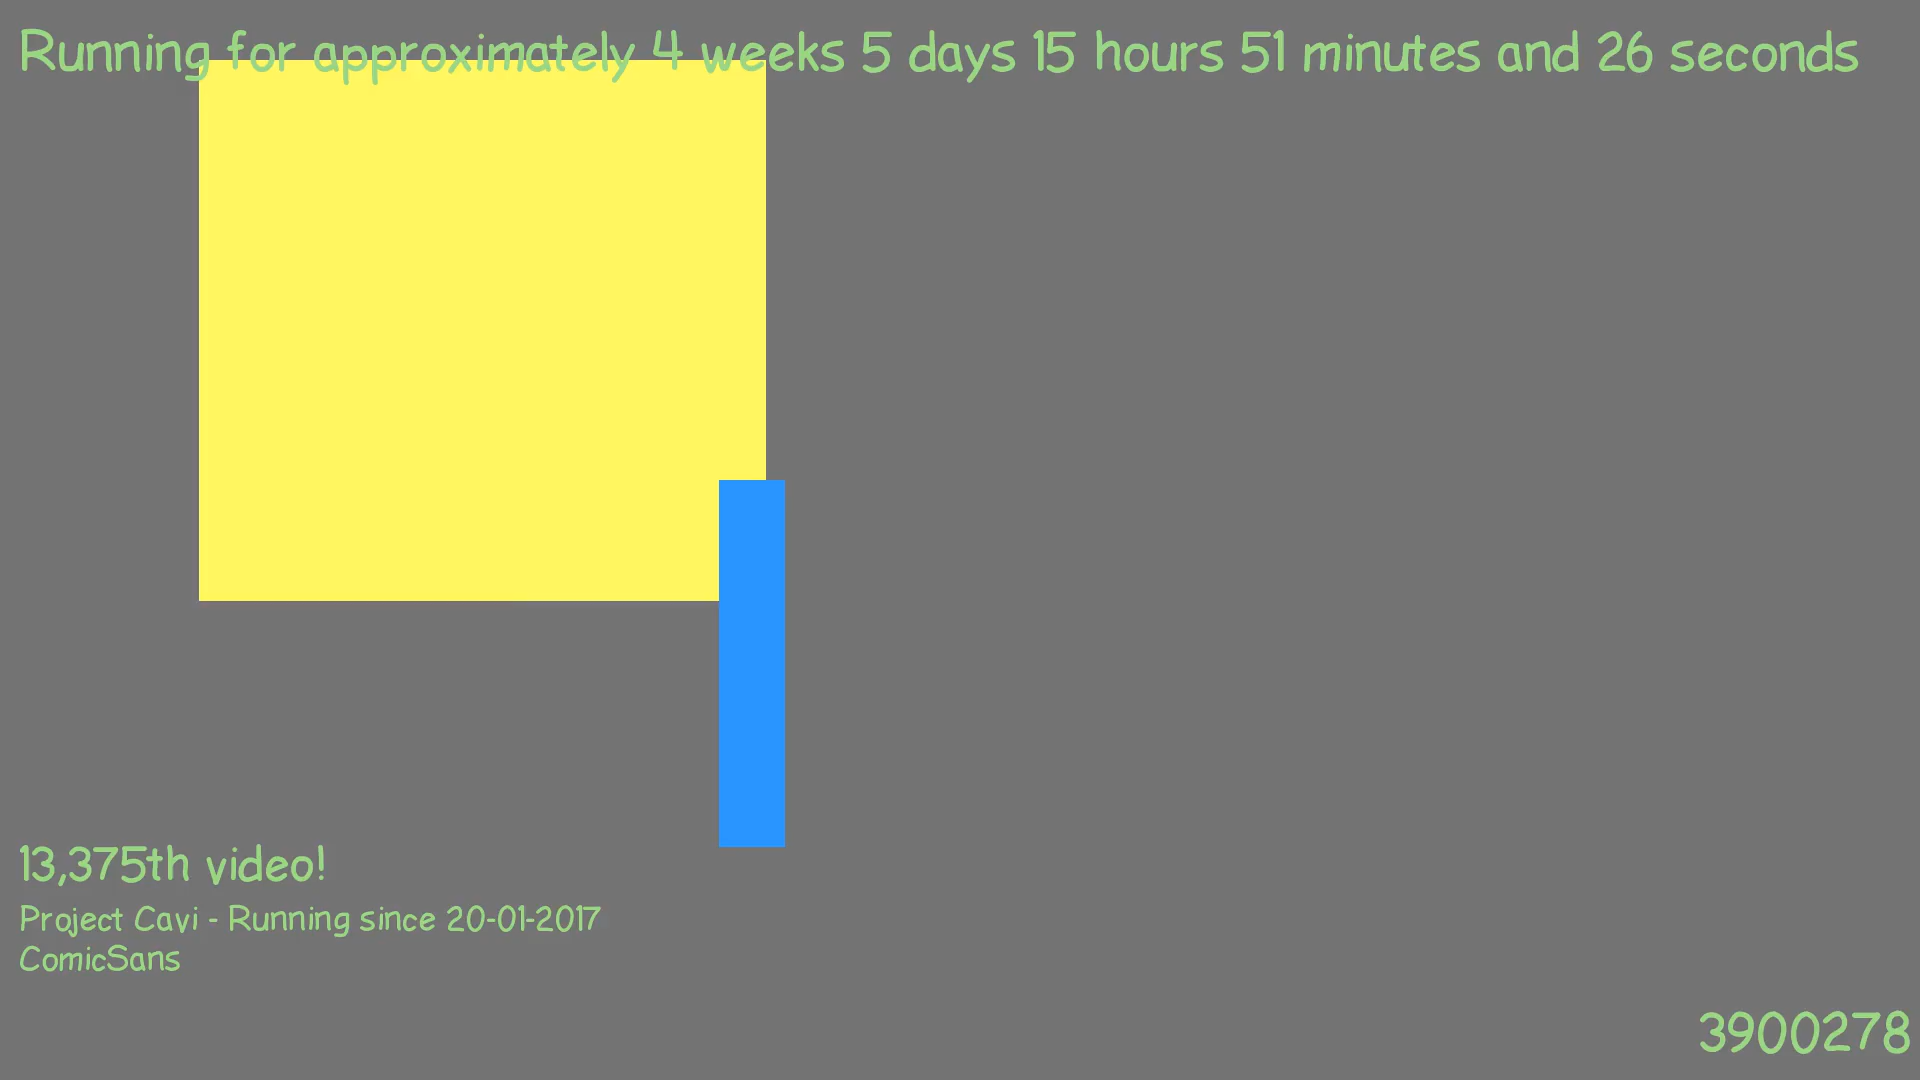 Running for approximately 4 weeks 5 days 15 hours 51 minutes and 26 seconds
13,375th video!
Project Cavi - Running since 20-01-2017
ComicSans
3900278